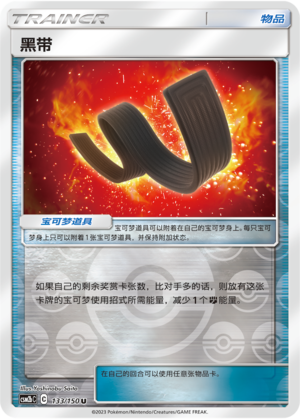 TRAINER
物品
黑带
宝可梦道具
宝可梦道具可以附着在自己的宝可梦身上。每只宝可
梦身上只可以附着1张宝可梦道具，并保持附加状态。
如果自己的剩余奖赏卡张数，比对手多的话，则放有这张
卡牌的宝可梦使用招式所需能量，减少1个。
Illus. Yoshinobu Saito
在自己的回合可以使用任意张物品卡。
CSM2b C G 133/150 U
©2023 Pokémon/Nintendo/Creatures/GAME FREAK.